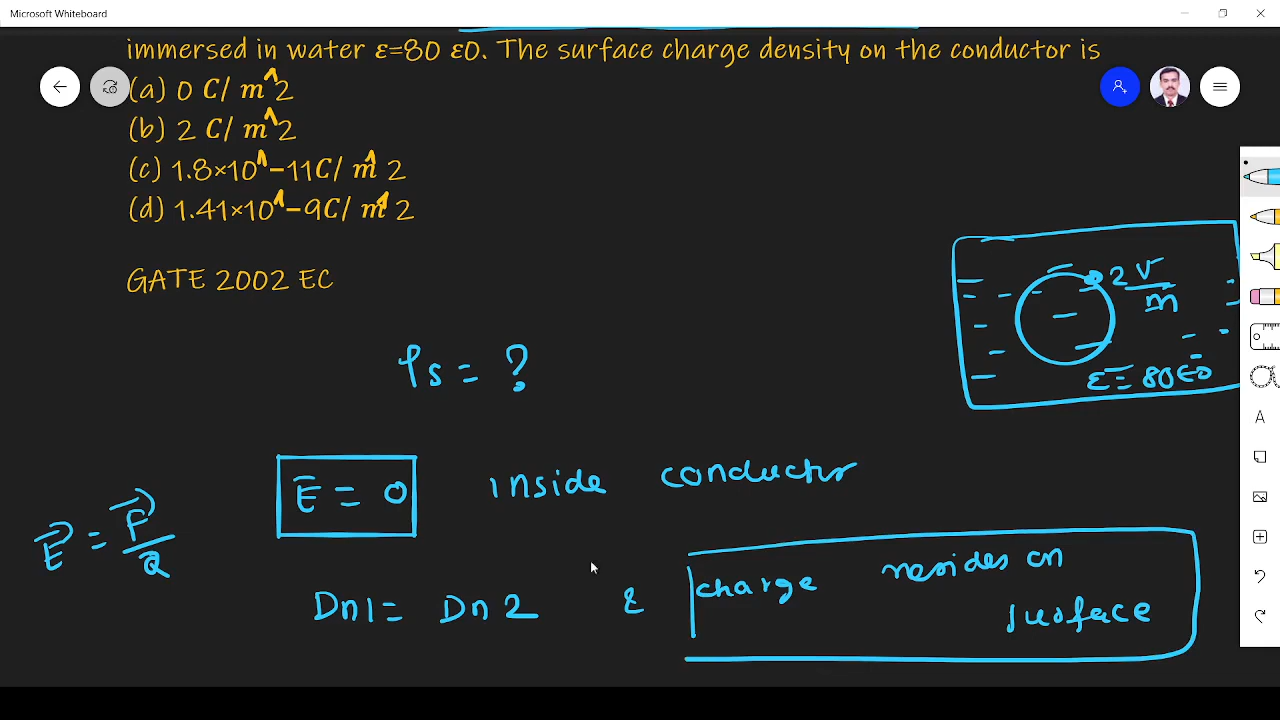 Microsoft Whiteboard
immersed in water ε=80 ε0. The surface charge density on the conductor is
(a) 0 C/ m^2
(b) 2 C/ m^2
(c) 1.8×10^-11C/ m^2
(d) 1.41×10^-9C/ m^2
GATE 2002 EC
2 V/m
ε = 80ε0
ρs = ?
E = 0 inside conductor
E = F/Q
Dn1 = Dn2 & charge resides on
surface
A